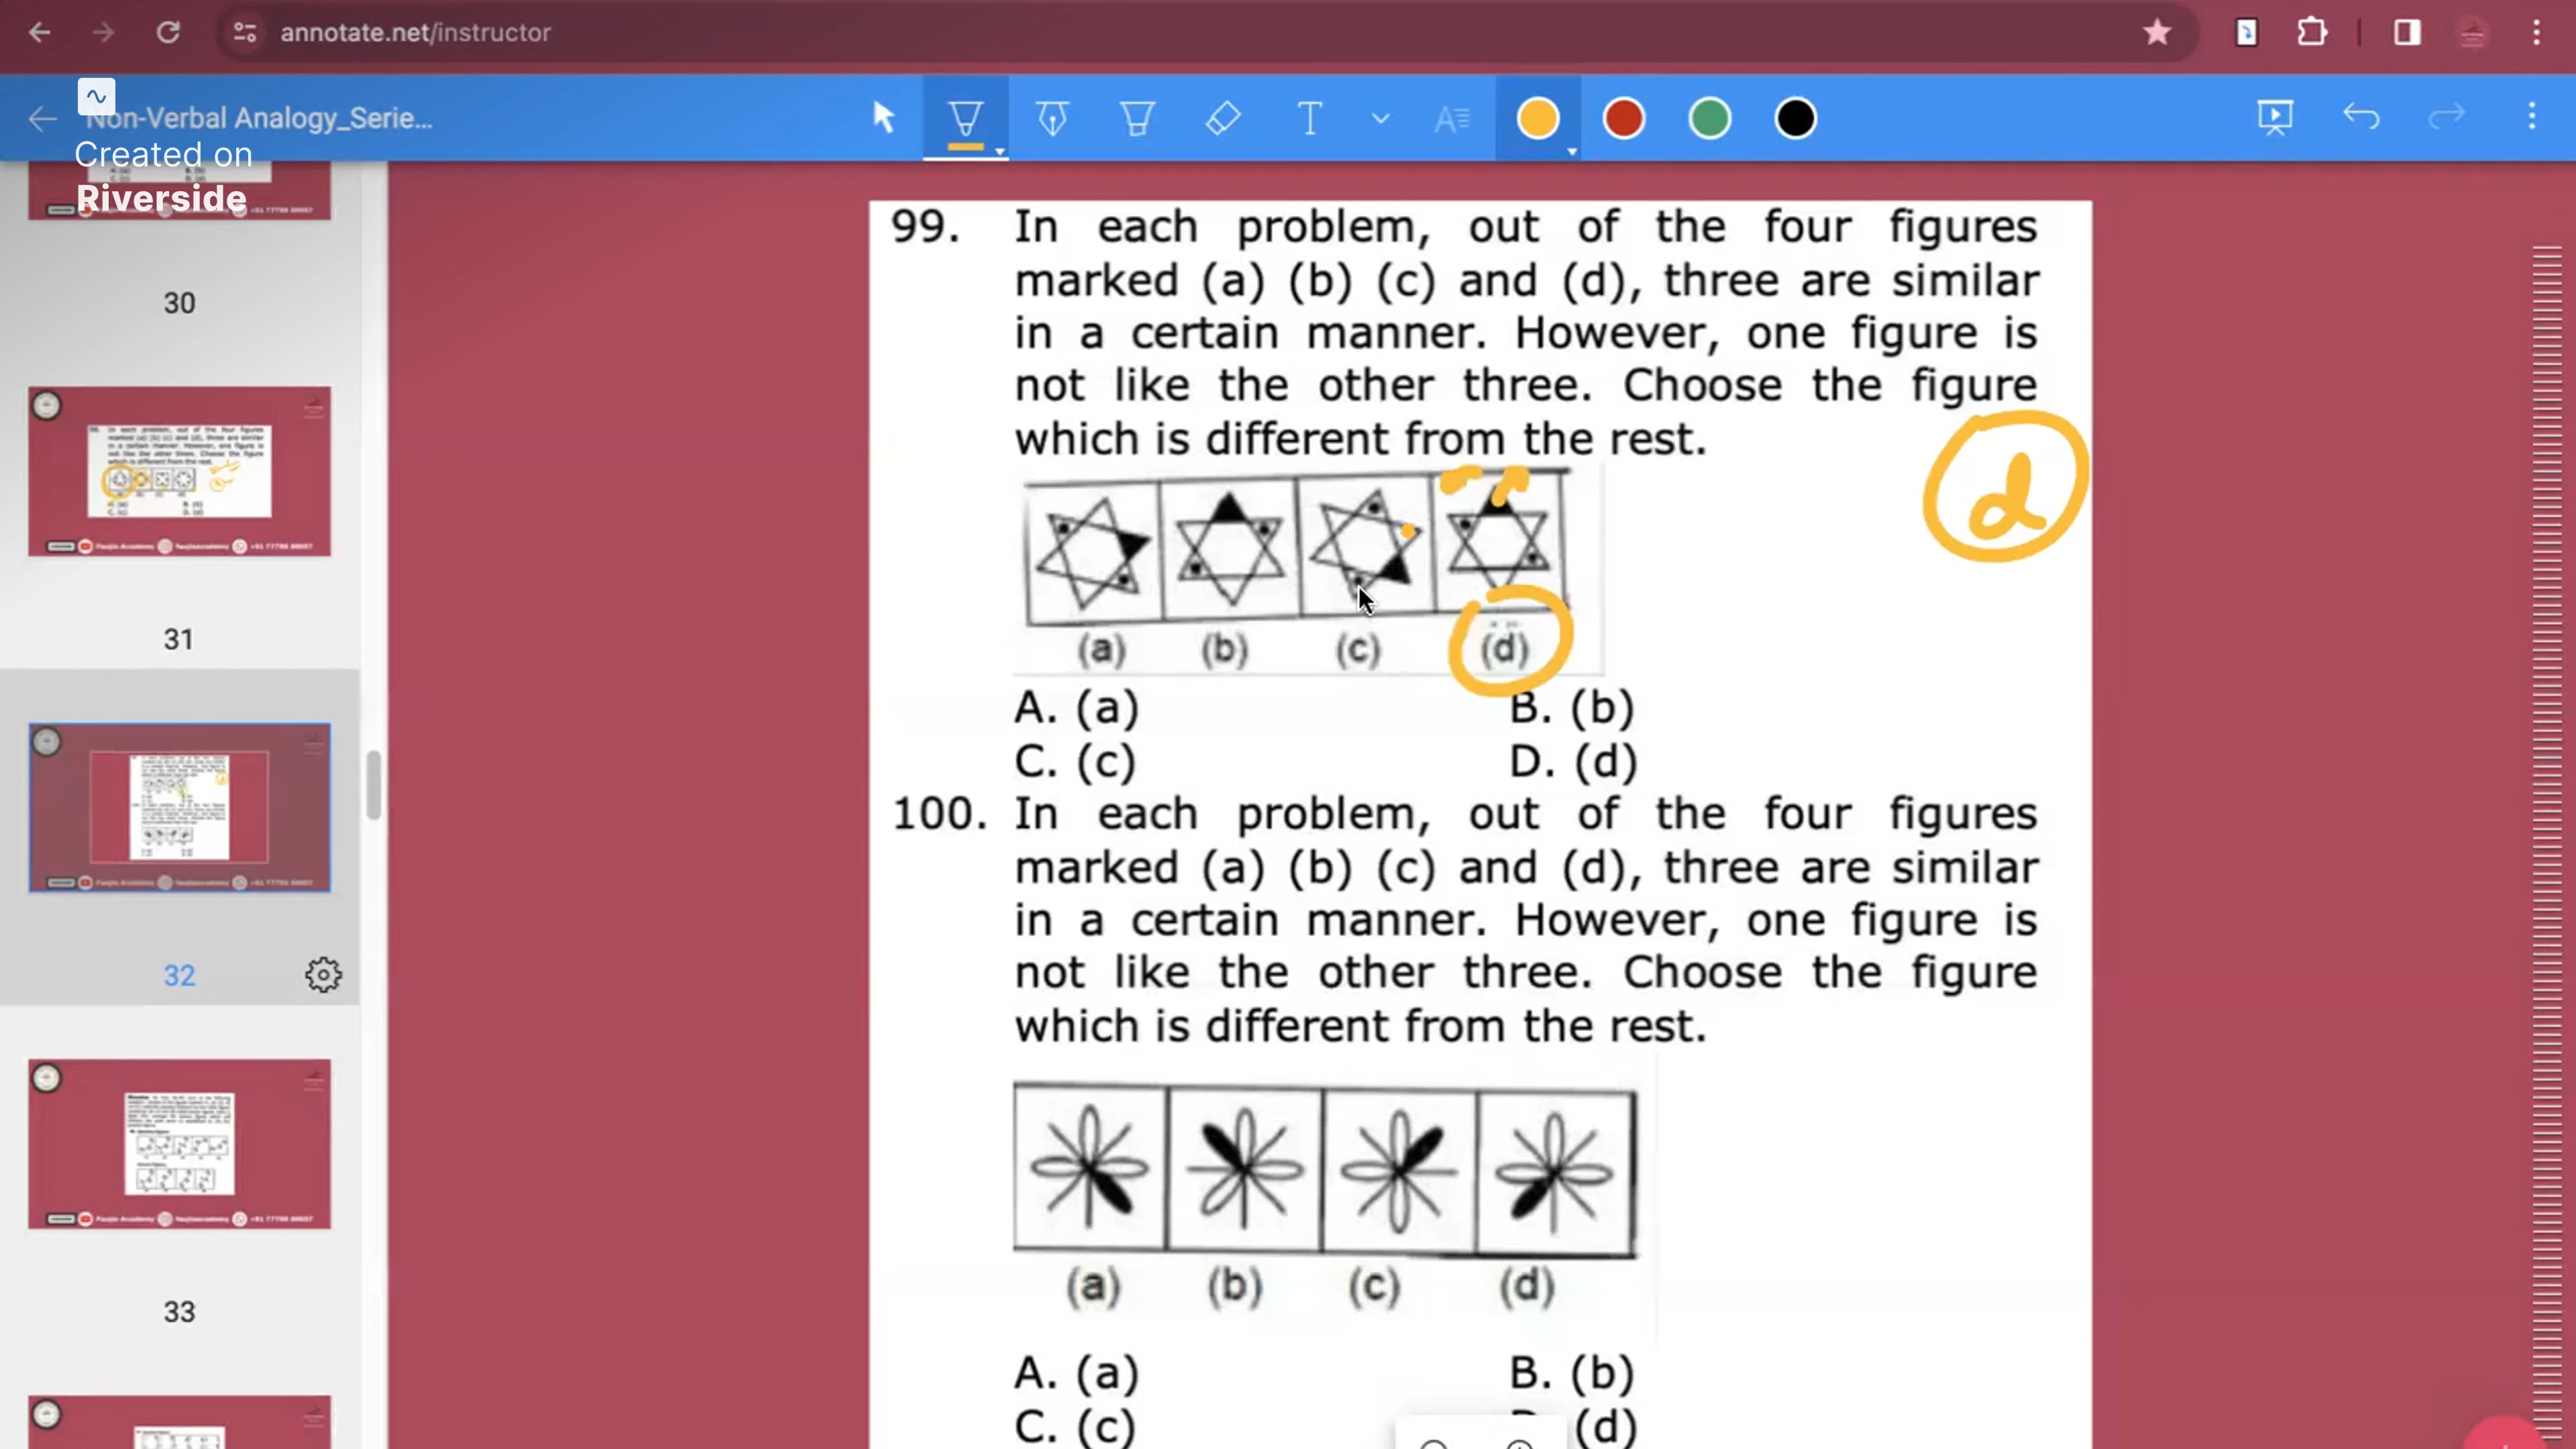 annotate.net/instructor
Non-Verbal Analogy_Serie...
Created on
Riverside
30
31
32
33
99. In each problem, out of the four figures
marked (a) (b) (c) and (d), three are similar
in a certain manner. However, one figure is
not like the other three. Choose the figure
which is different from the rest.
d
(a) (b) (c) (d)
A. (a) B. (b)
C. (c) D. (d)
100. In each problem, out of the four figures
marked (a) (b) (c) and (d), three are similar
in a certain manner. However, one figure is
not like the other three. Choose the figure
which is different from the rest.
(a) (b) (c) (d)
A. (a) B. (b)
C. (c) (d)